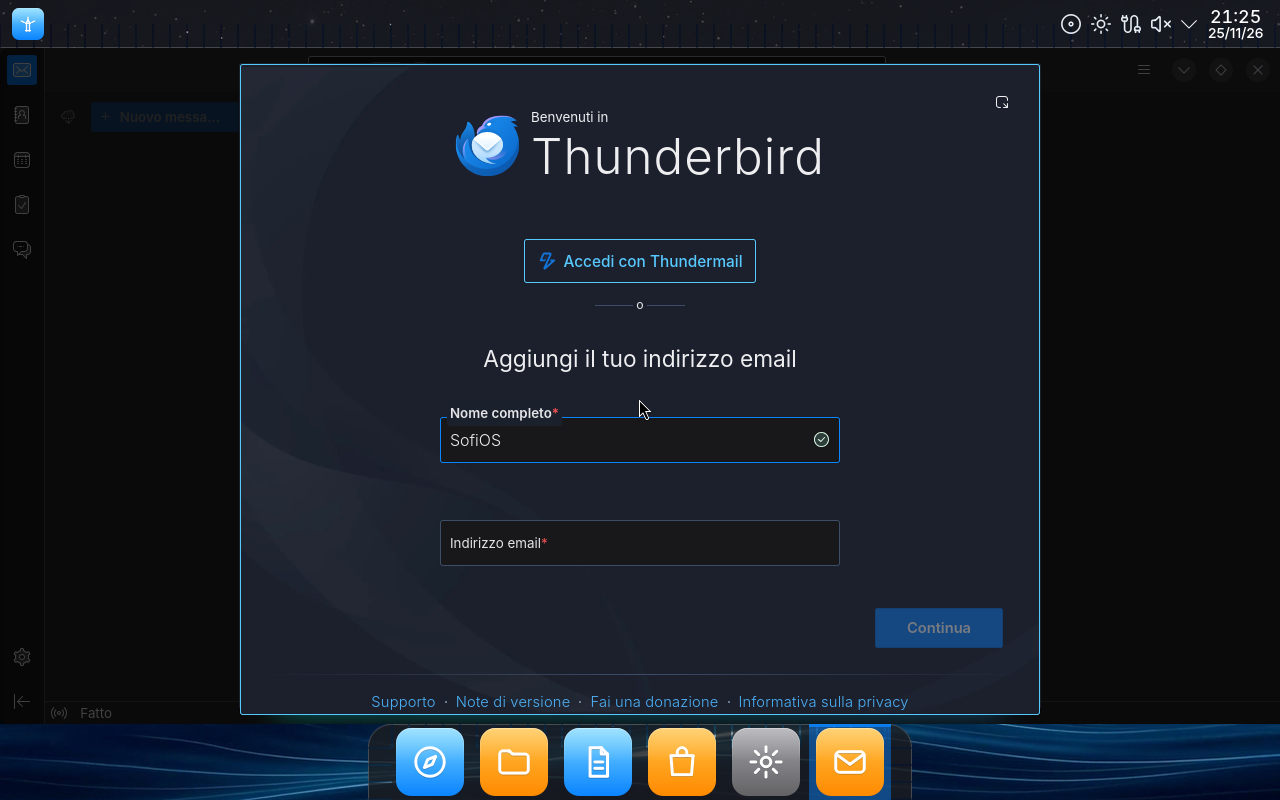 21:25
25/11/26
Nuovo messa...
Benvenuti in
Thunderbird
Accedi con Thundermail
o
Aggiungi il tuo indirizzo email
Nome completo*
SofiOS
Indirizzo email*
Continua
Supporto · Note di versione · Fai una donazione · Informativa sulla privacy
Fatto